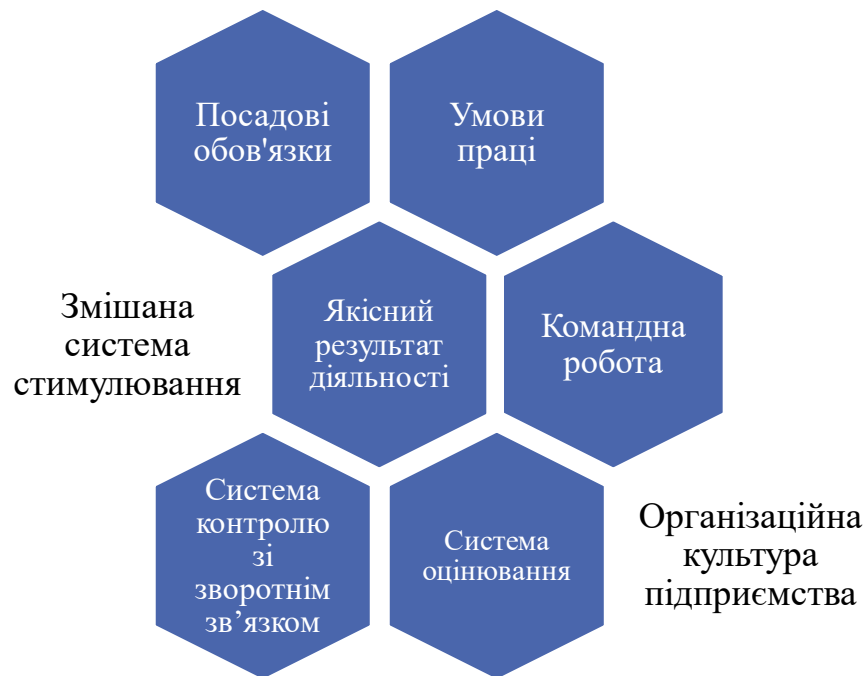 Посадові
обов'язки
Умови
праці
Змішана
система
стимулювання
Якісний
результат
діяльності
Командна
робота
Система
контролю
зі
зворотнім
зв’язком
Система
оцінювання
Організаційна
культура
підприємства